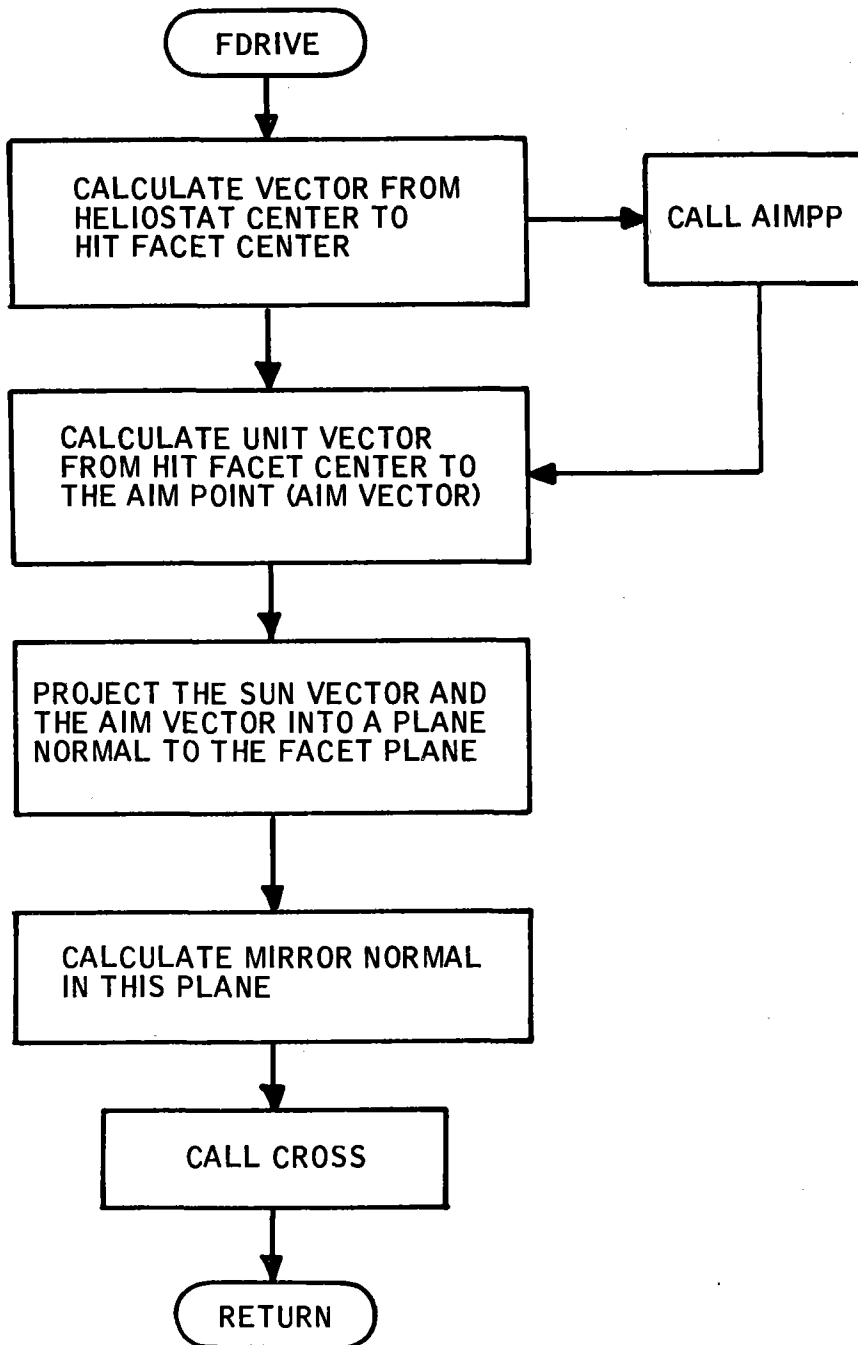 FDRIVE
CALCULATE VECTOR FROM
HELIOSTAT CENTER TO
HIT FACET CENTER
CALL AIMPP
CALCULATE UNIT VECTOR
FROM HIT FACET CENTER TO
THE AIM POINT (AIM VECTOR)
PROJECT THE SUN VECTOR AND
THE AIM VECTOR INTO A PLANE
NORMAL TO THE FACET PLANE
CALCULATE MIRROR NORMAL
IN THIS PLANE
CALL CROSS
RETURN